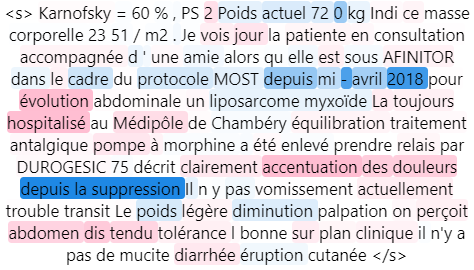 <s> Karnofsky = 60 % , PS 2 Poids actuel 72 0 kg Indi ce masse
corporelle 23 51 / m2 . Je vois jour la patiente en consultation
accompagnée d ' une amie alors qu elle est sous AFINITOR
dans le cadre du protocole MOST depuis mi - avril 2018 pour
évolution abdominale un liposarcome myxoïde La toujours
hospitalisé au Médipôle de Chambéry équilibration traitement
antalgique pompe à morphine a été enlevé prendre relais par
DUROGESIC 75 décrit clairement accentuation des douleurs
depuis la suppression Il n y pas vomissement actuellement
trouble transit Le poids légère diminution palpation on perçoit
abdomen dis tendu tolérance l bonne sur plan clinique il n'y a
pas de mucite diarrhée éruption cutanée </s>